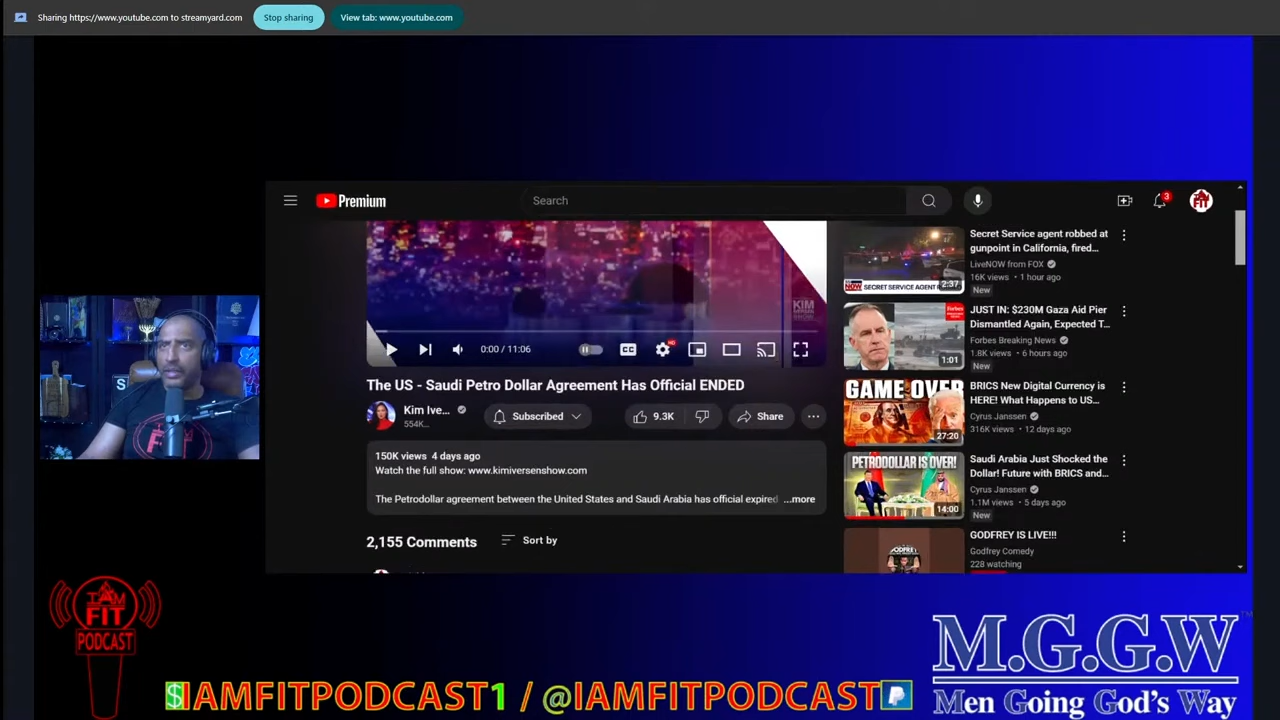 Sharing https://www.youtube.com to streamyard.com
Stop sharing
View tab: www.youtube.com
Premium
Search
3
FIT
KIM
SHOW
0:00 / 11:06
CC
HD
The US - Saudi Petro Dollar Agreement Has Official ENDED
Kim Ive...
554K...
Subscribed
9.3K
Share
150K views 4 days ago
Watch the full show: www.kimiversenshow.com
The Petrodollar agreement between the United States and Saudi Arabia has official expired ...more
2,155 Comments
Sort by
SECRET SERVICE AGENT
2:37
Secret Service agent robbed at
gunpoint in California, fired...
LiveNOW from FOX
16K views • 1 hour ago
New
Forbes
1:01
JUST IN: $230M Gaza Aid Pier
Dismantled Again, Expected T...
Forbes Breaking News
1.8K views • 6 hours ago
New
GAME OVER
27:20
BRICS New Digital Currency is
HERE! What Happens to US...
Cyrus Janssen
316K views • 12 days ago
PETRODOLLAR IS OVER!
14:00
Saudi Arabia Just Shocked the
Dollar! Future with BRICS and...
Cyrus Janssen
1.1M views • 5 days ago
New
GODFREY
GODFREY IS LIVE!!!
Godfrey Comedy
228 watching
I AM
FIT
PODCAST
$IAMFITPODCAST1 / @IAMFITPODCAST
M.G.G.W
Men Going God's Way